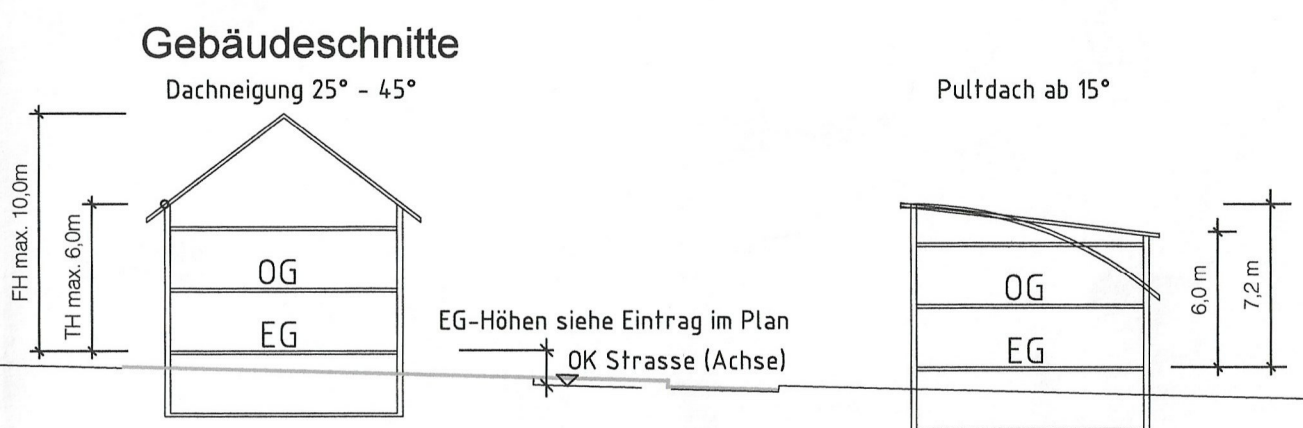 Gebäudeschnitte
Dachneigung 25° - 45°
Pultdach ab 15°
FH max. 10,0m
TH max. 6,0m
OG
EG
EG-Höhen siehe Eintrag im Plan
OK Strasse (Achse)
OG
EG
6,0 m
7,2 m